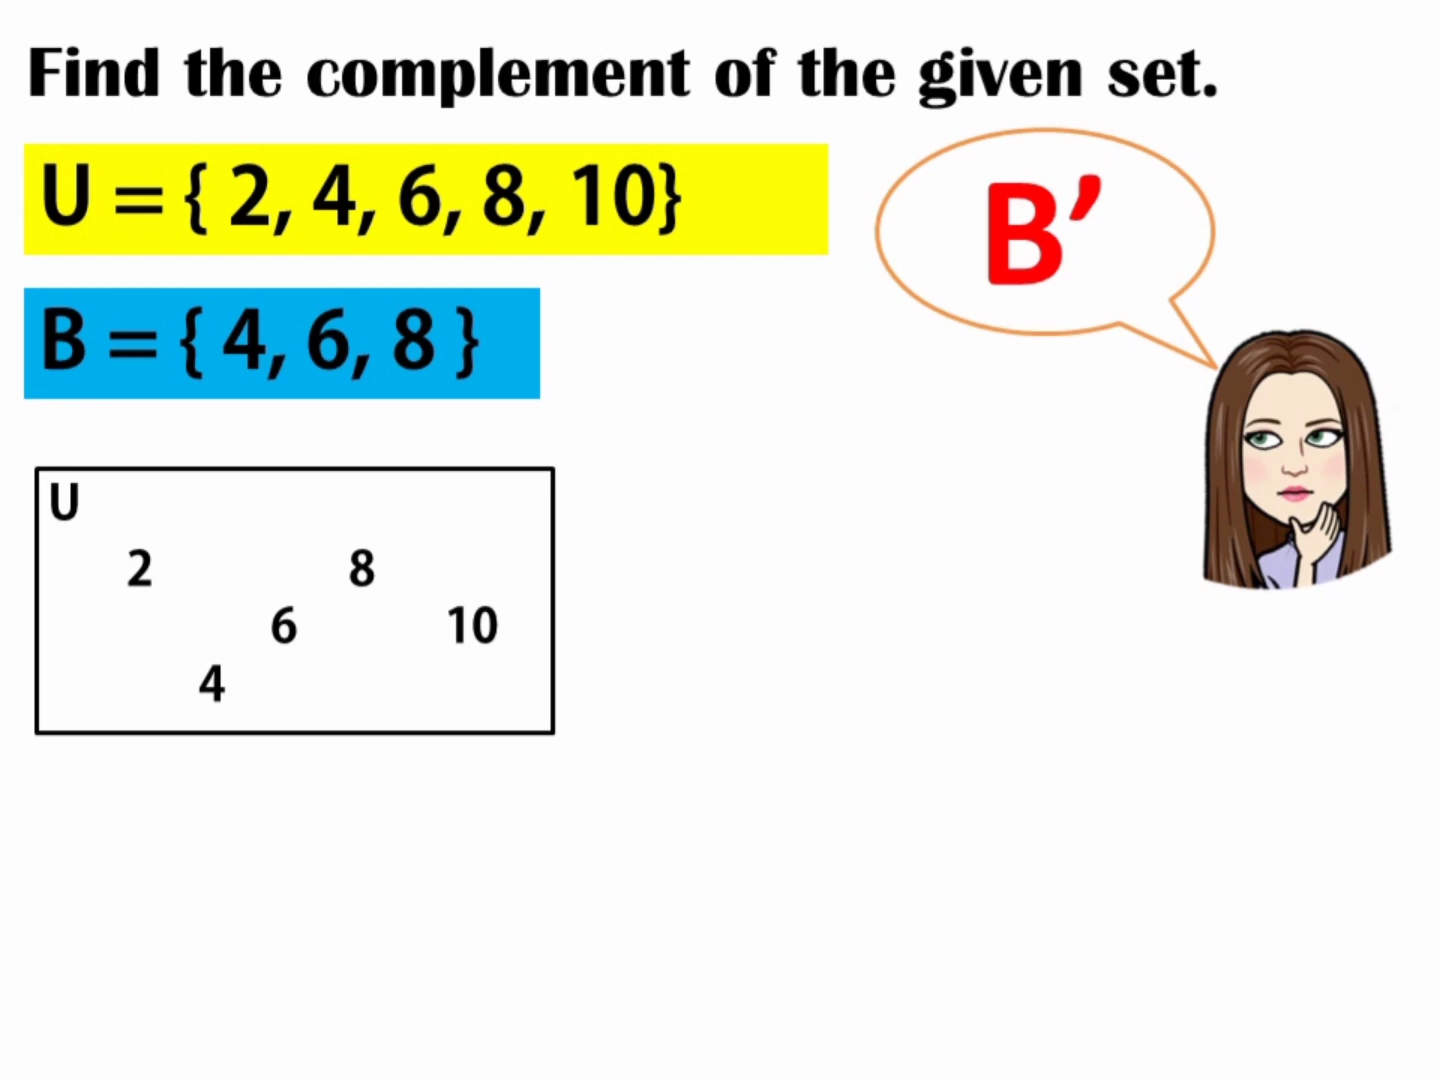 Find the complement of the given set.
U = { 2, 4, 6, 8, 10}
B’
B = { 4, 6, 8 }
U
2 8
6 10
4